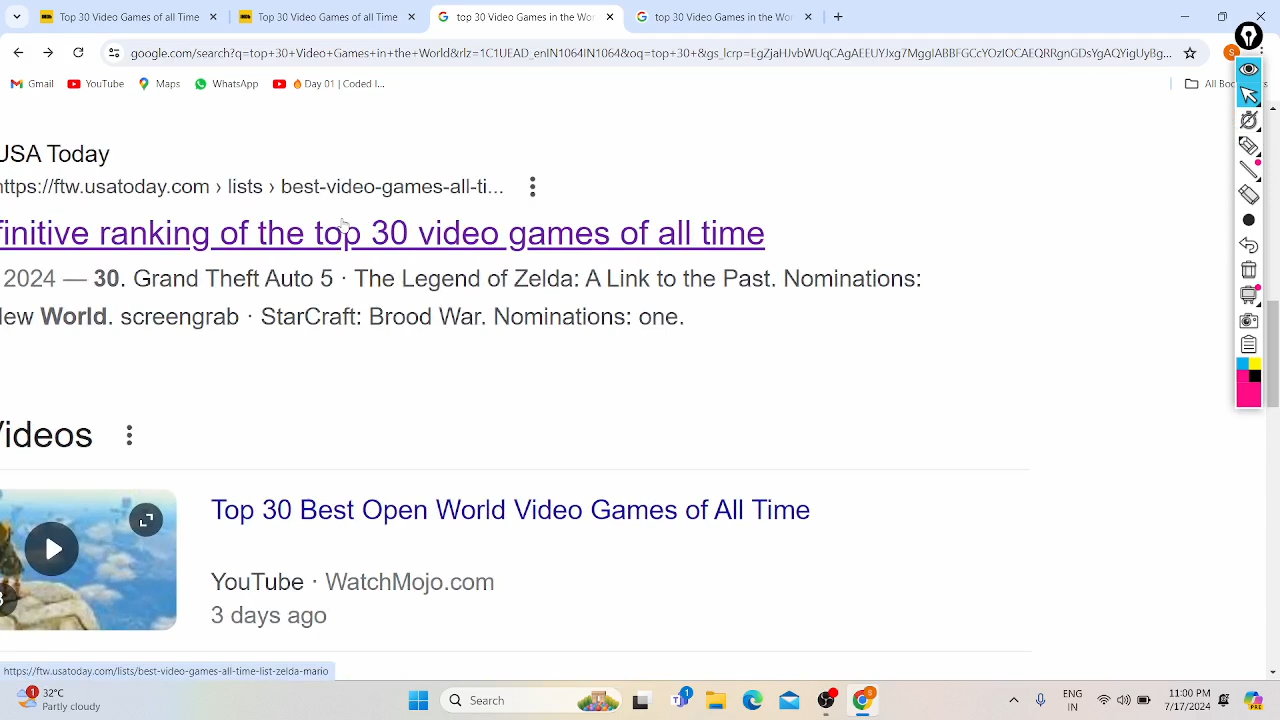 Top 30 Video Games of All Time
Top 30 Video Games of All Time
top 30 Video Games in the Wor
top 30 Video Games in the Wor
google.com/search?q=top+30+Video+Games+in+the+World&rlz=1C1UEAD_enIN1064IN1064&oq=top+30+&gs_lcrp=EgZjaHJvbWUqCAgAEEUYJxg7MggIABBFGCcYOzIOCAEQRRgnGDsYgAQYigUyBg...
Gmail
YouTube
Maps
WhatsApp
Day 01 | Coded I...
All Bo
USA Today
https://ftw.usatoday.com › lists › best-video-games-all-ti...
finitive ranking of the top 30 video games of all time
2024 — 30. Grand Theft Auto 5 · The Legend of Zelda: A Link to the Past. Nominations:
New World. screengrab · StarCraft: Brood War. Nominations: one.
Videos
Top 30 Best Open World Video Games of All Time
YouTube · WatchMojo.com
3 days ago
https://ftw.usatoday.com/lists/best-video-games-all-time-list-zelda-mario
32°C
Partly cloudy
Search
ENG
IN
11:00 PM
7/17/2024